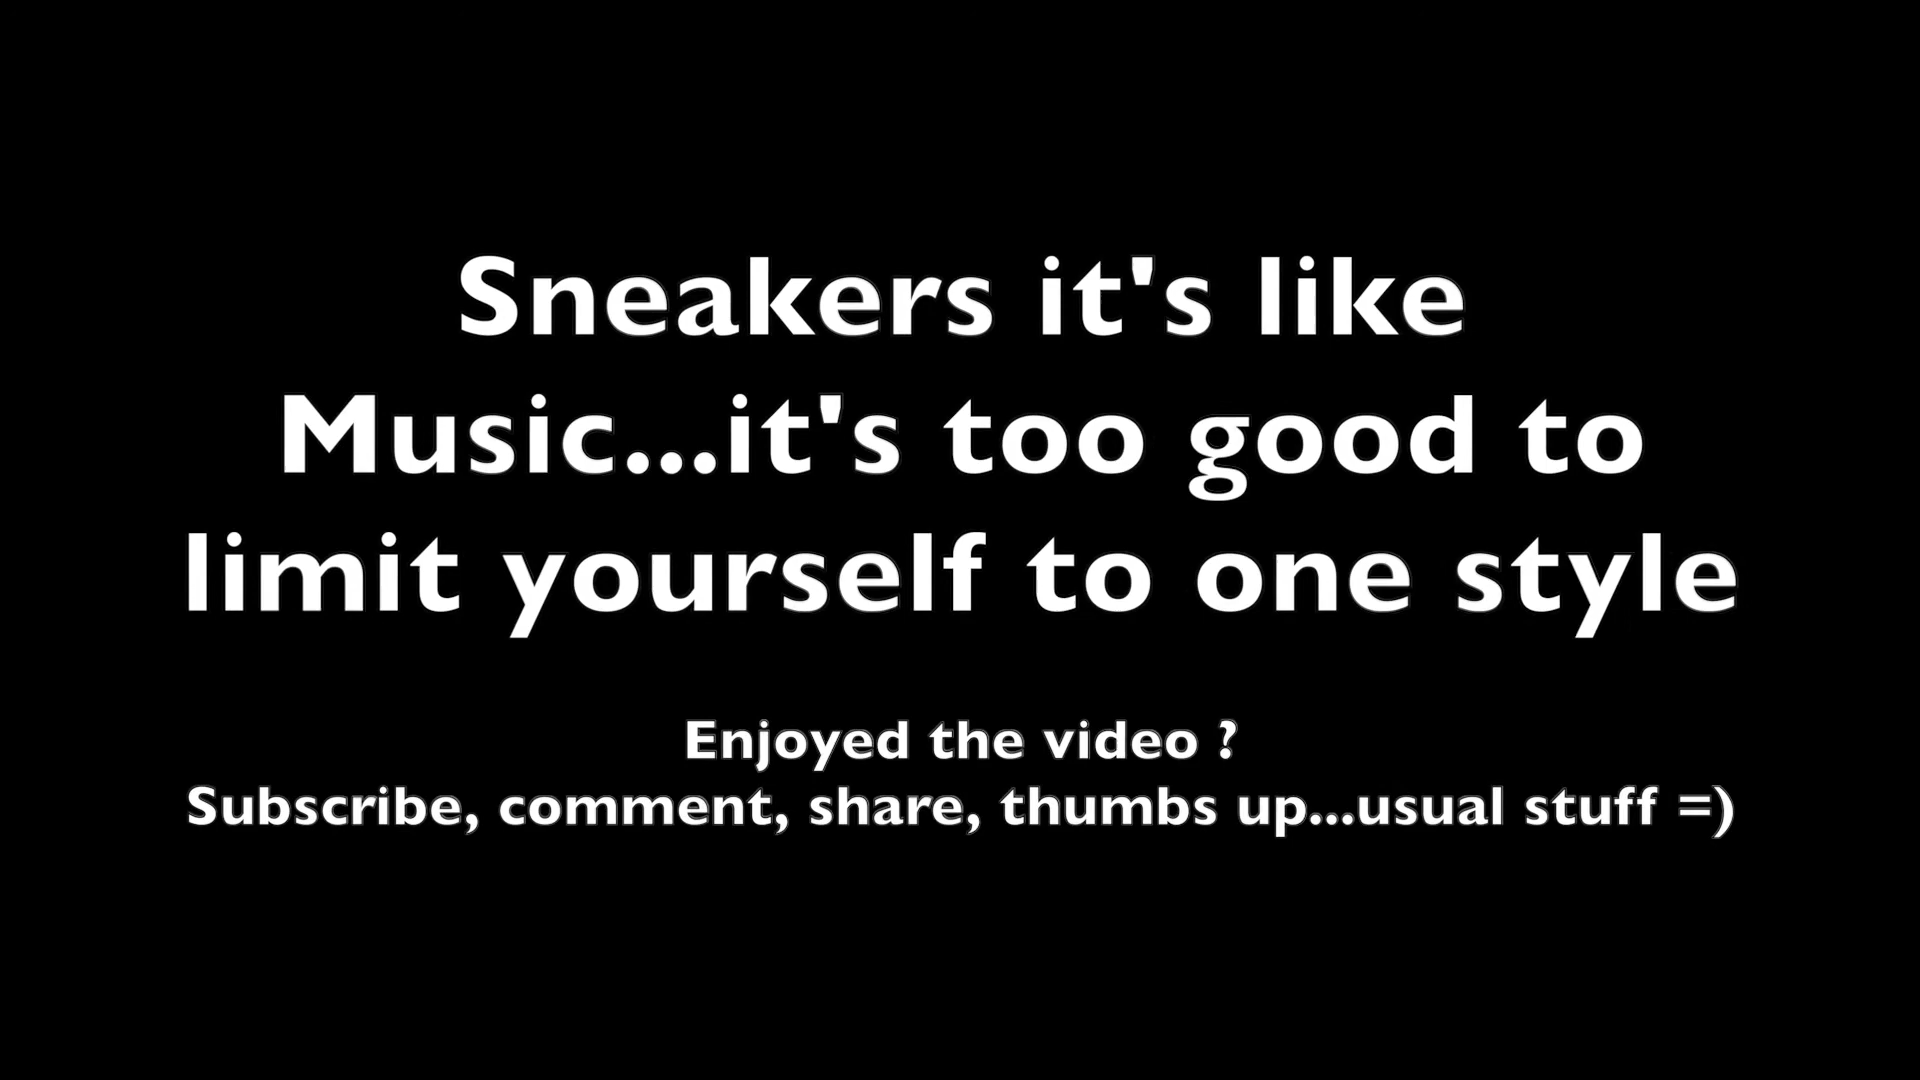 Sneakers it's like
Music...it's too good to
limit yourself to one style
Enjoyed the video ?
Subscribe, comment, share, thumbs up...usual stuff =)